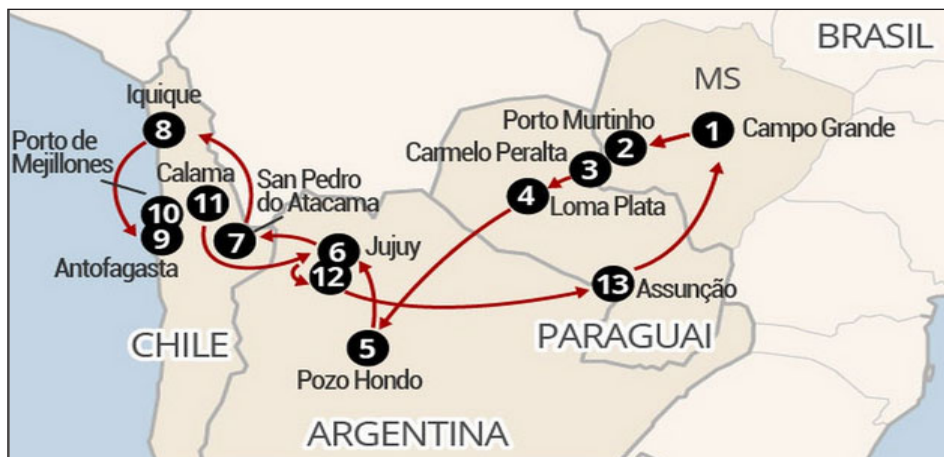 BRASIL
MS
Iquique
8
Porto de
Mejillones
Calama
11
10
9
Antofagasta
San Pedro
do Atacama
7
6
Jujuy
12
Porto Murtinho
2
1
Campo Grande
Carmelo Peralta
3
4
Loma Plata
13
Assunção
5
Pozo Hondo
CHILE
PARAGUAI
ARGENTINA